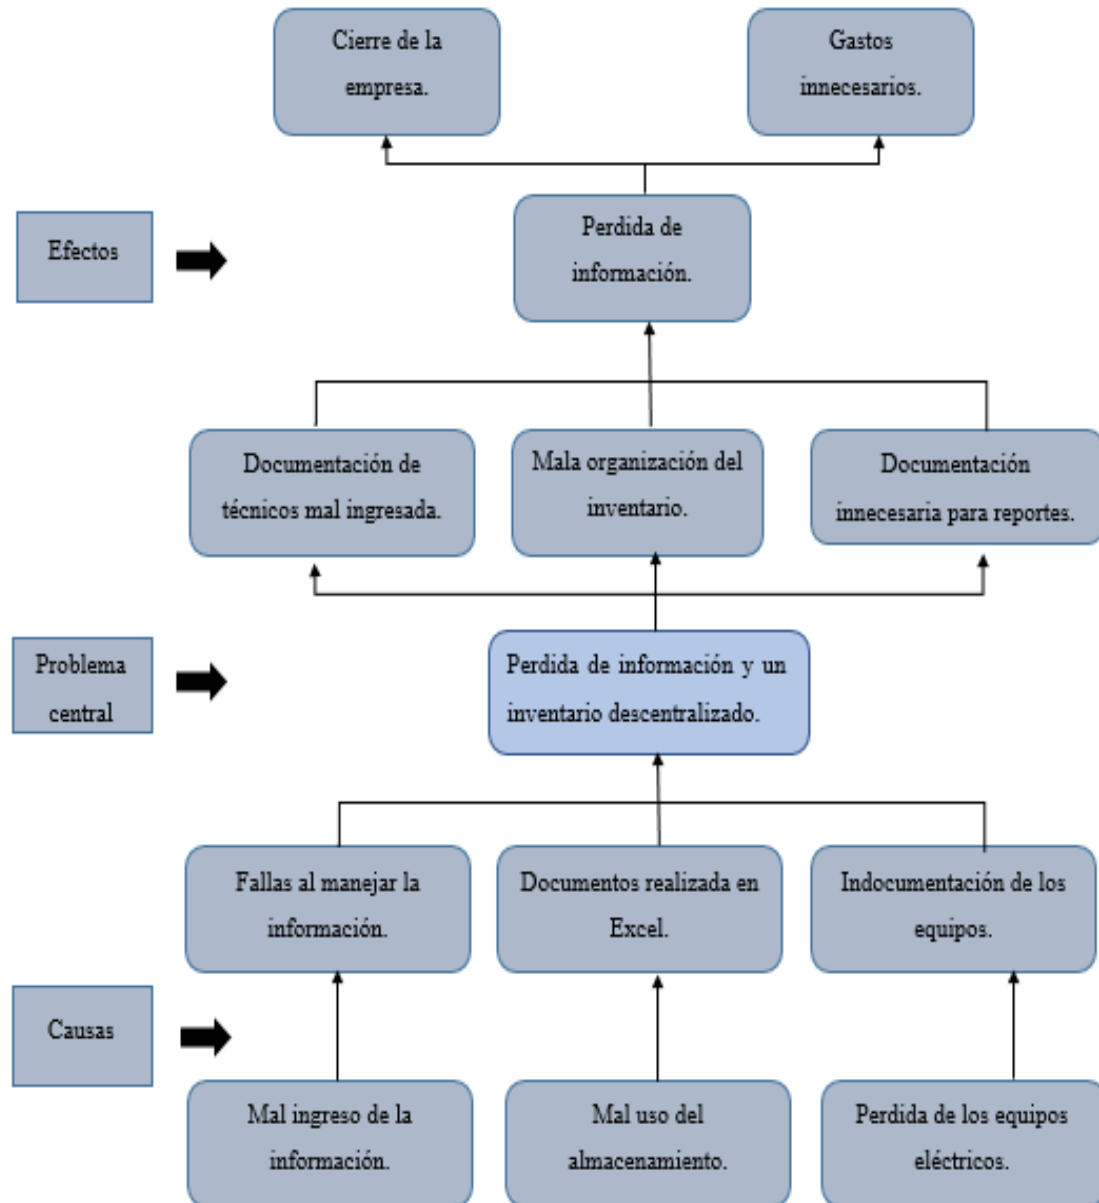 Cierre de la
empresa.
Gastos
innecesarios.
Efectos
Perdida de
información.
Documentación de
técnicos mal ingresada.
Mala organización del
inventario.
Documentación
innecesaria para reportes.
Problema
central
Perdida de información y un
inventario descentralizado.
Fallas al manejar la
información.
Documentos realizada en
Excel.
Indocumentación de los
equipos.
Causas
Mal ingreso de la
información.
Mal uso del
almacenamiento.
Perdida de los equipos
eléctricos.